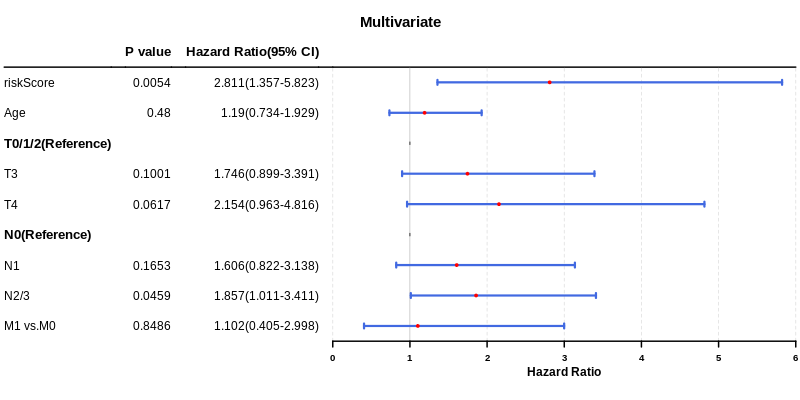 Multivariate
P value Hazard Ratio(95% CI)
riskScore 0.0054 2.811(1.357-5.823)
Age 0.48 1.19(0.734-1.929)
T0/1/2(Reference)
T3 0.1001 1.746(0.899-3.391)
T4 0.0617 2.154(0.963-4.816)
N0(Reference)
N1 0.1653 1.606(0.822-3.138)
N2/3 0.0459 1.857(1.011-3.411)
M1 vs.M0 0.8486 1.102(0.405-2.998)
0 1 2 3 4 5 6
Hazard Ratio